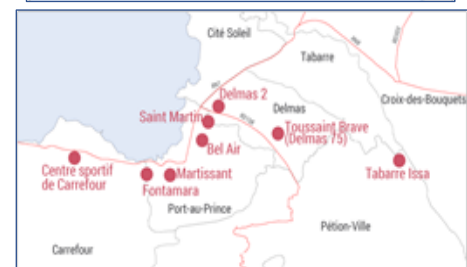 Cité Soleil
Tabarre
Delmas 2
Croix-des-Bouquets
Saint Martin
Delmas
Toussaint Brave
(Delmas 75)
Bel Air
Centre sportif
de Carrefour
Martissant
Tabarre Issa
Fontamara
Port-au-Prince
Pétion-Ville
Carrefour